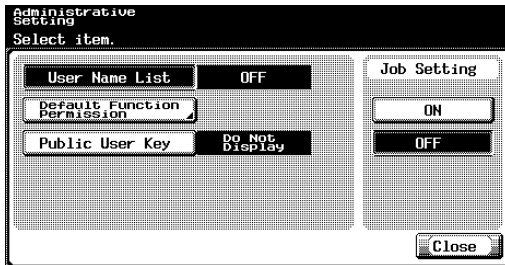 Administrative
Setting
Select item.
User Name List OFF
Default Function
Permission
Public User Key Do Not
Display
Job Setting
ON
OFF
Close